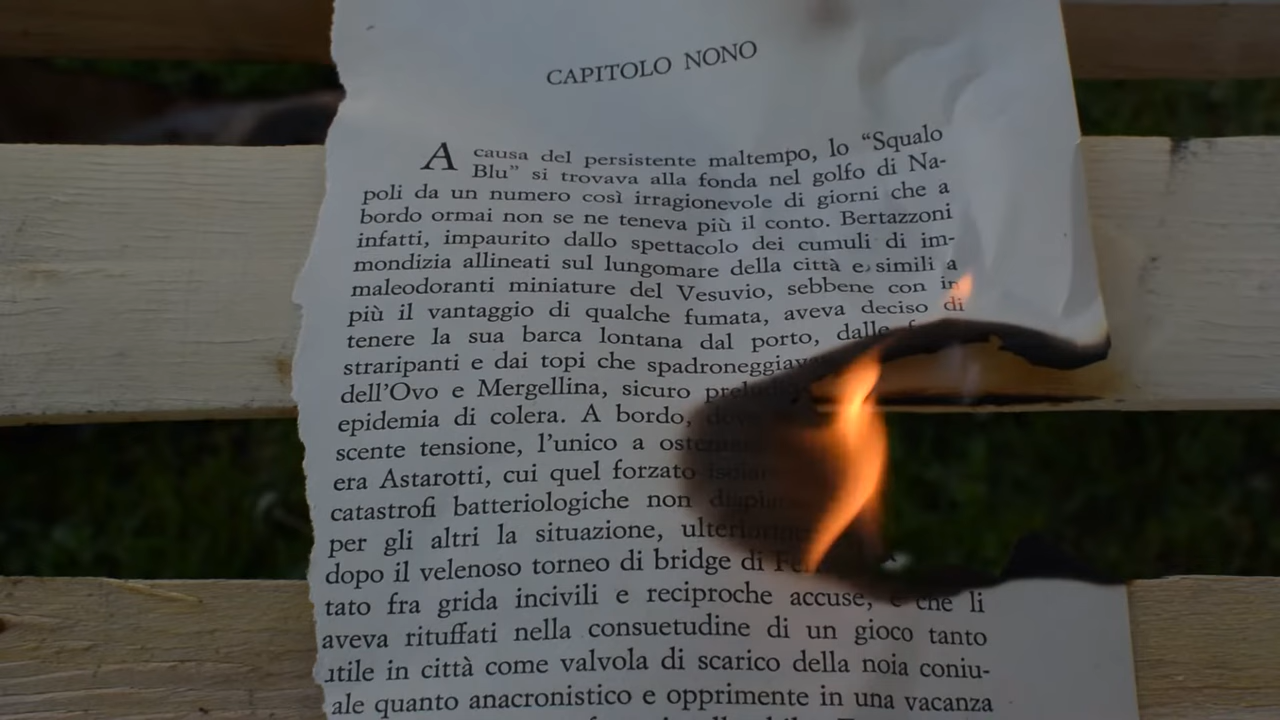 CAPITOLO NONO
A causa del persistente maltempo, lo “Squalo
Blu” si trovava alla fonda nel golfo di Na-
poli da un numero così irragionevole di giorni che a
bordo ormai non se ne teneva più il conto. Bertazzoni
infatti, impaurito dallo spettacolo dei cumuli di im-
mondizia allineati sul lungomare della città e simili a
maleodoranti miniature del Vesuvio, sebbene con in
più il vantaggio di qualche fumata, aveva deciso di
tenere la sua barca lontana dal porto, dalle
straripanti e dai topi che
dell’Ovo e Mergellina, sicuro
epidemia di colera. A bordo,
scente tensione, l’unico a
era Astarotti, cui quel forzato
catastrofi batteriologiche non
per gli altri la situazione,
dopo il velenoso torneo di bridge di
tato fra grida incivili e reciproche accuse, e che li
aveva rituffati nella consuetudine di un gioco tanto
utile in città come valvola di scarico della noia coniu-
ale quanto anacronistico e opprimente in una vacanza